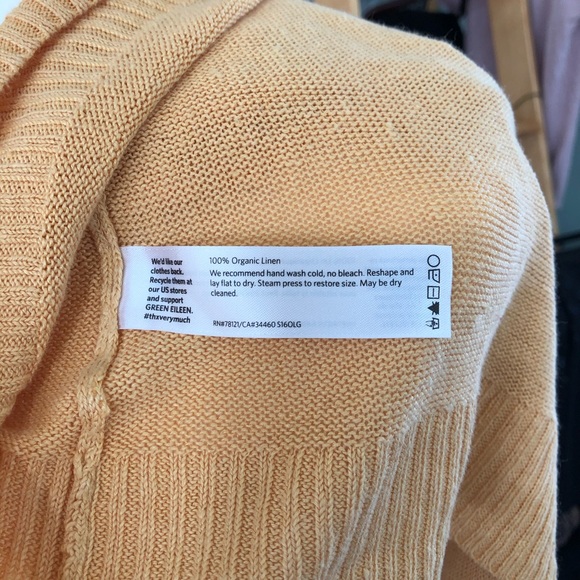 We'd like our
clothes back.
Recycle them at
our US stores
and support
GREEN EILEEN.
#thxverymuch
100% Organic Linen
We recommend hand wash cold, no bleach. Reshape and
lay flat to dry. Steam press to restore size. May be dry
cleaned.
RN#78121/CA#34460 S16OLG